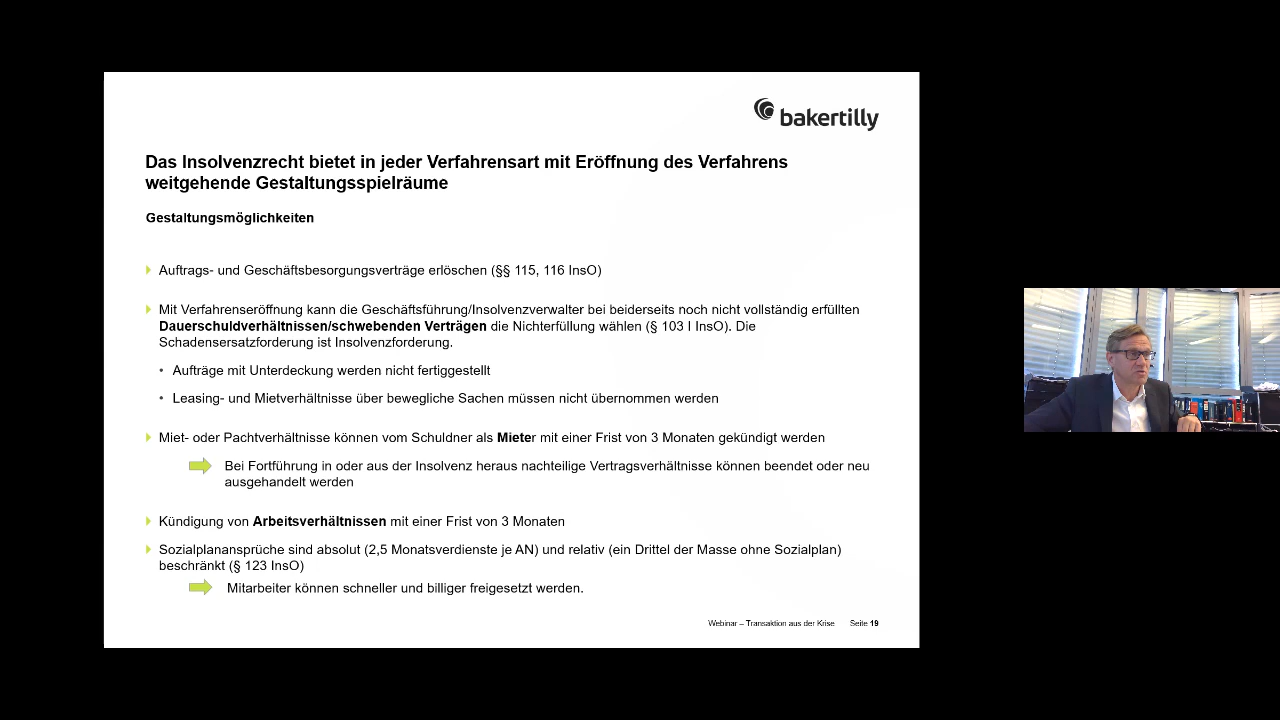 bakertilly
Das Insolvenzrecht bietet in jeder Verfahrensart mit Eröffnung des Verfahrens
weitgehende Gestaltungsspielräume
Gestaltungsmöglichkeiten
Auftrags- und Geschäftsbesorgungsverträge erlöschen (§§ 115, 116 InsO)
Mit Verfahrenseröffnung kann die Geschäftsführung/Insolvenzverwalter bei beiderseits noch nicht vollständig erfüllten
Dauerschuldverhältnissen/schwebenden Verträgen die Nichterfüllung wählen (§ 103 I InsO). Die
Schadensersatzforderung ist Insolvenzforderung.
• Aufträge mit Unterdeckung werden nicht fertiggestellt
• Leasing- und Mietverhältnisse über bewegliche Sachen müssen nicht übernommen werden
Miet- oder Pachtverhältnisse können vom Schuldner als Mieter mit einer Frist von 3 Monaten gekündigt werden
Bei Fortführung in oder aus der Insolvenz heraus nachteilige Vertragsverhältnisse können beendet oder neu
ausgehandelt werden
Kündigung von Arbeitsverhältnissen mit einer Frist von 3 Monaten
Sozialplanansprüche sind absolut (2,5 Monatsverdienste je AN) und relativ (ein Drittel der Masse ohne Sozialplan)
beschränkt (§ 123 InsO)
Mitarbeiter können schneller und billiger freigesetzt werden.
Webinar – Transaktion aus der Krise Seite 19